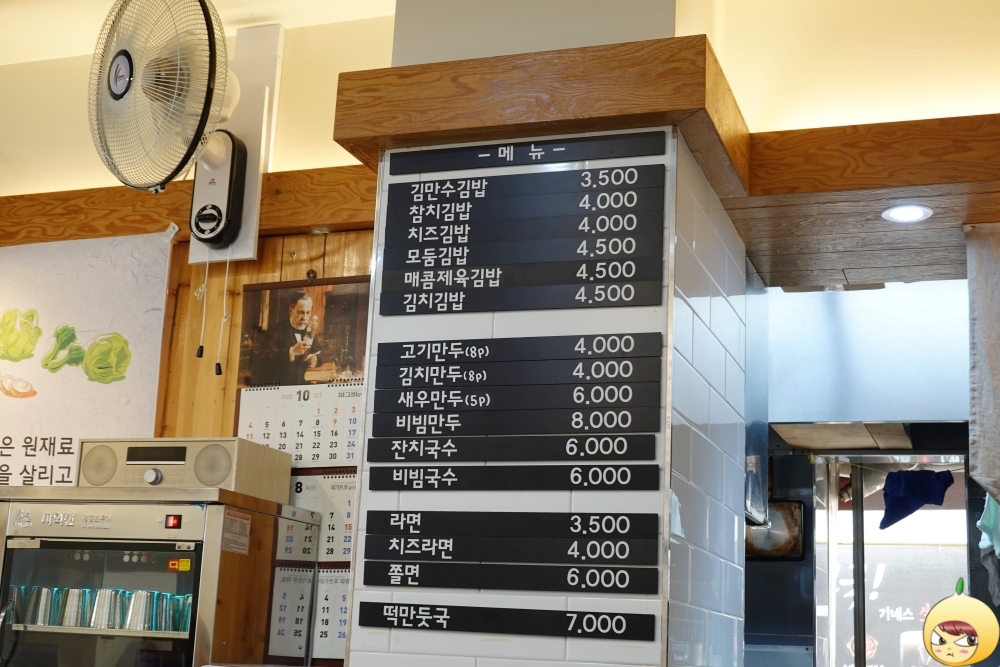 - 메 뉴 -
김만수김밥 3.500
참치김밥 4.000
치즈김밥 4.000
모둠김밥 4.500
매콤제육김밥 4.500
김치김밥 4.500
고기만두(8p) 4.000
김치만두(8p) 4.000
새우만두(5p) 6.000
비빔만두 8.000
잔치국수 6.000
비빔국수 6.000
라면 3.500
치즈라면 4.000
쫄면 6.000
떡만둣국 7.000
은 원재료
을 살리고
10
8
기네스